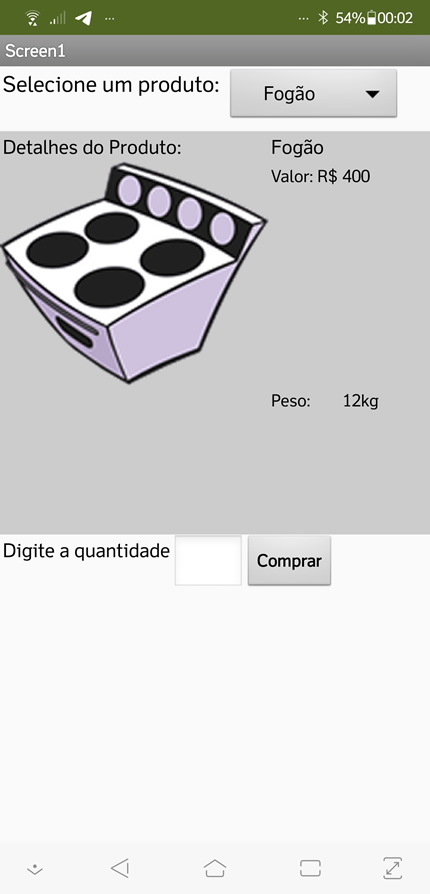 54% 00:02
Screen1
Selecione um produto: Fogão
Detalhes do Produto: Fogão
Valor: R$ 400
Peso: 12kg
Digite a quantidade Comprar